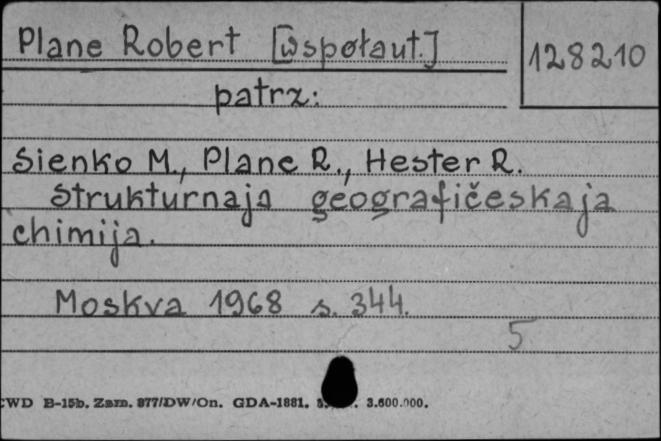 Plane Robert [współaut.]
128210
patrz:
Sienko M., Plane R., Hester R.
Strukturnaja geografičeskaja
chimija.
Moskva 1968 s. 344.
5
CWD B-15b. Zam. 877/DW/On. GDA-1881. 3.600.000.